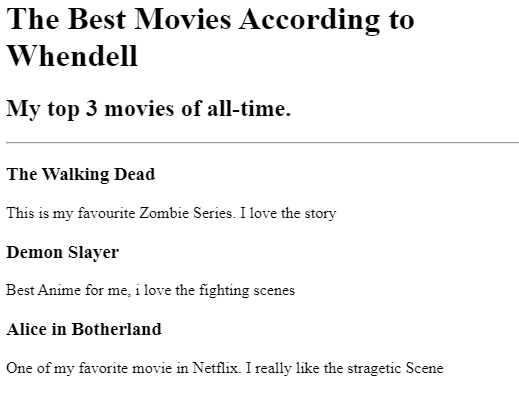 The Best Movies According to
Whendell
My top 3 movies of all-time.
The Walking Dead
This is my favourite Zombie Series. I love the story
Demon Slayer
Best Anime for me, i love the fighting scenes
Alice in Botherland
One of my favorite movie in Netflix. I really like the stragetic Scene